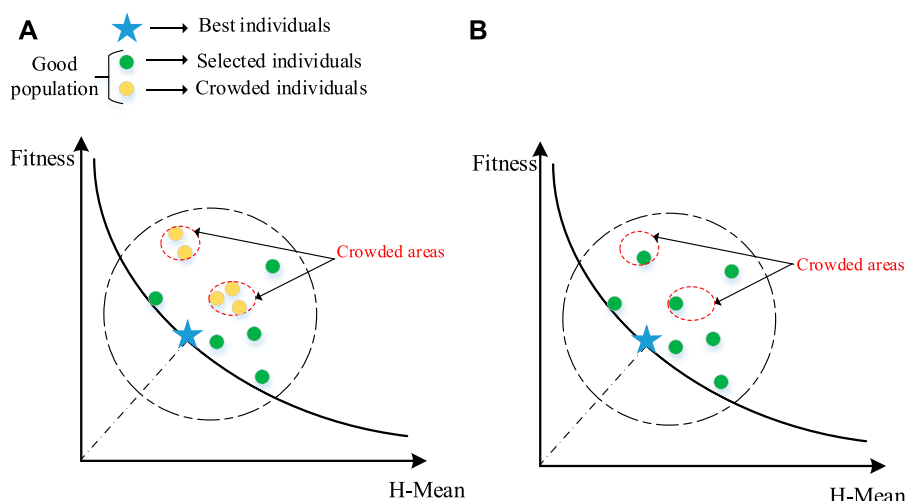 A
Best individuals
Good
population
Selected individuals
Crowded individuals
Fitness
Crowded areas
H-Mean
B
Fitness
Crowded areas
H-Mean